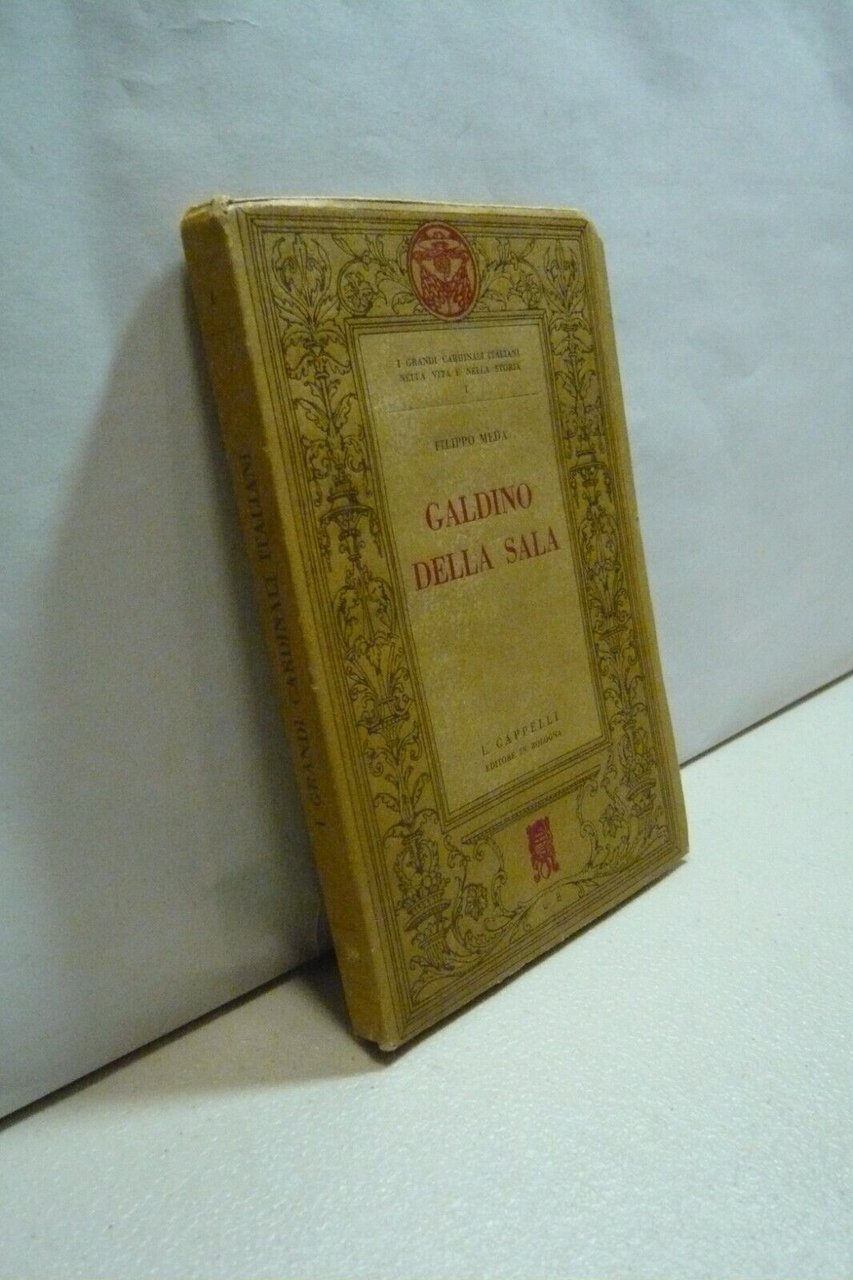 I GRANDI CARDINALI ITALIANI
NELLA VITA E NELLA STORIA
I
FILIPPO MEDA
GALDINO
DELLA SALA
L. CAPPELLI
EDITORE IN BOLOGNA
I GRANDI CARDINALI ITALIANI